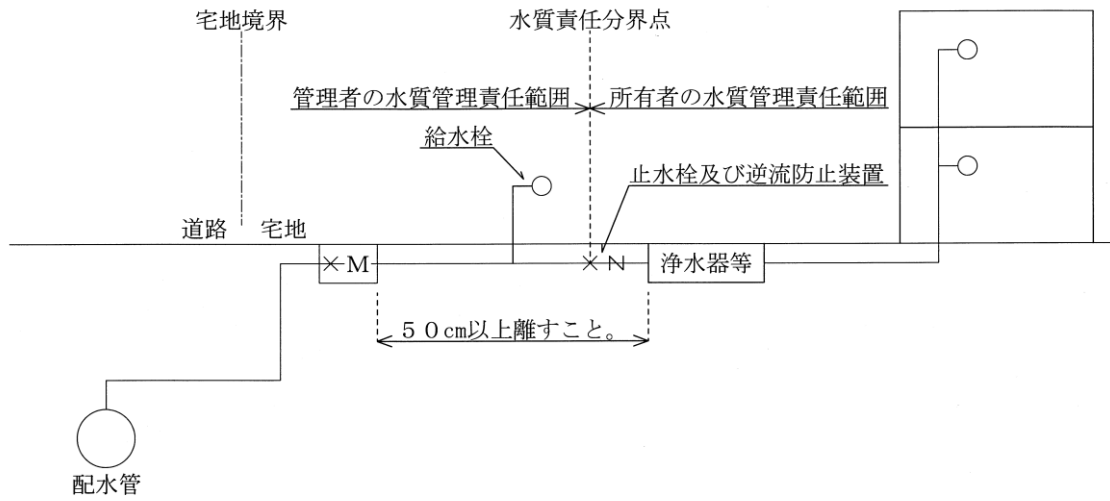 宅地境界
水質責任分界点
管理者の水質管理責任範囲
所有者の水質管理責任範囲
給水栓
止水栓及び逆流防止装置
道路
宅地
M
浄水器等
５０cm以上離すこと。
配水管